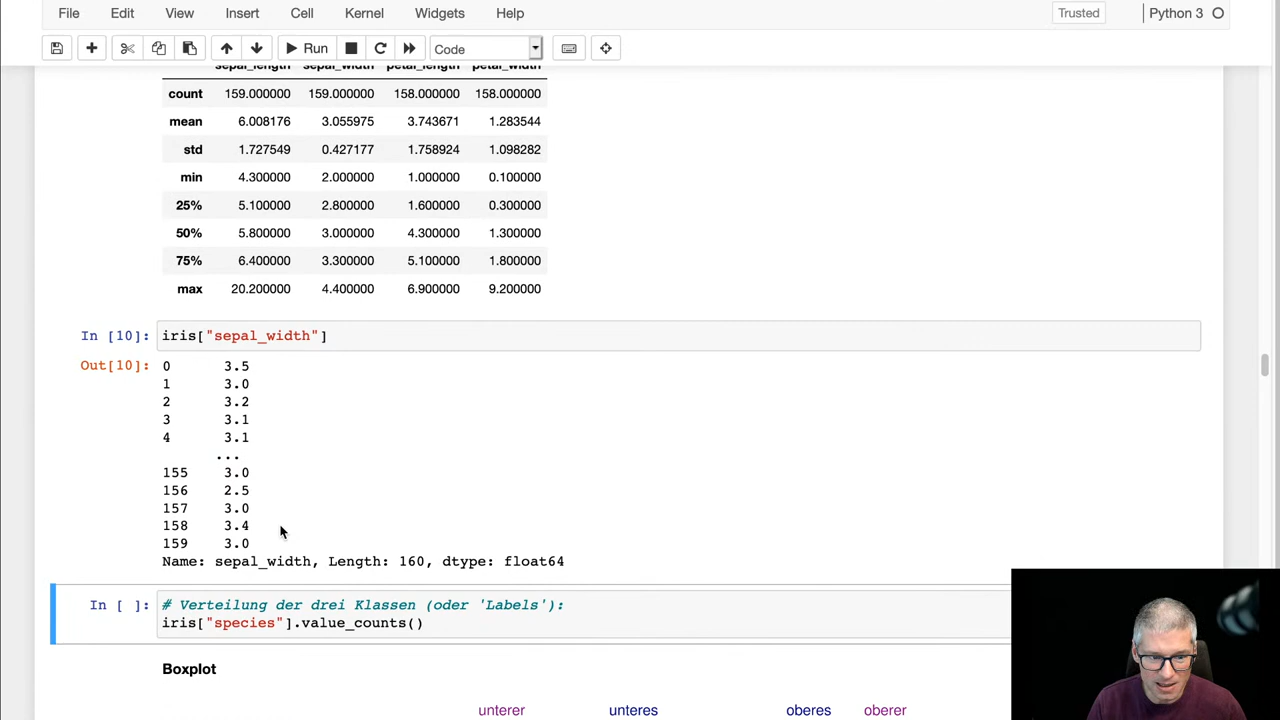 File Edit View Insert Cell Kernel Widgets Help Trusted Python 3
Run Code
sepal_length sepal_width petal_length petal_width
count 159.000000 159.000000 158.000000 158.000000
mean 6.008176 3.055975 3.743671 1.283544
std 1.727549 0.427177 1.758924 1.098282
min 4.300000 2.000000 1.000000 0.100000
25% 5.100000 2.800000 1.600000 0.300000
50% 5.800000 3.000000 4.300000 1.300000
75% 6.400000 3.300000 5.100000 1.800000
max 20.200000 4.400000 6.900000 9.200000
In [10]: iris["sepal_width"]
Out[10]: 0 3.5
1 3.0
2 3.2
3 3.1
4 3.1
...
155 3.0
156 2.5
157 3.0
158 3.4
159 3.0
Name: sepal_width, Length: 160, dtype: float64
In [ ]: # Verteilung der drei Klassen (oder 'Labels'):
iris["species"].value_counts()
Boxplot
unterer unteres oberes oberer